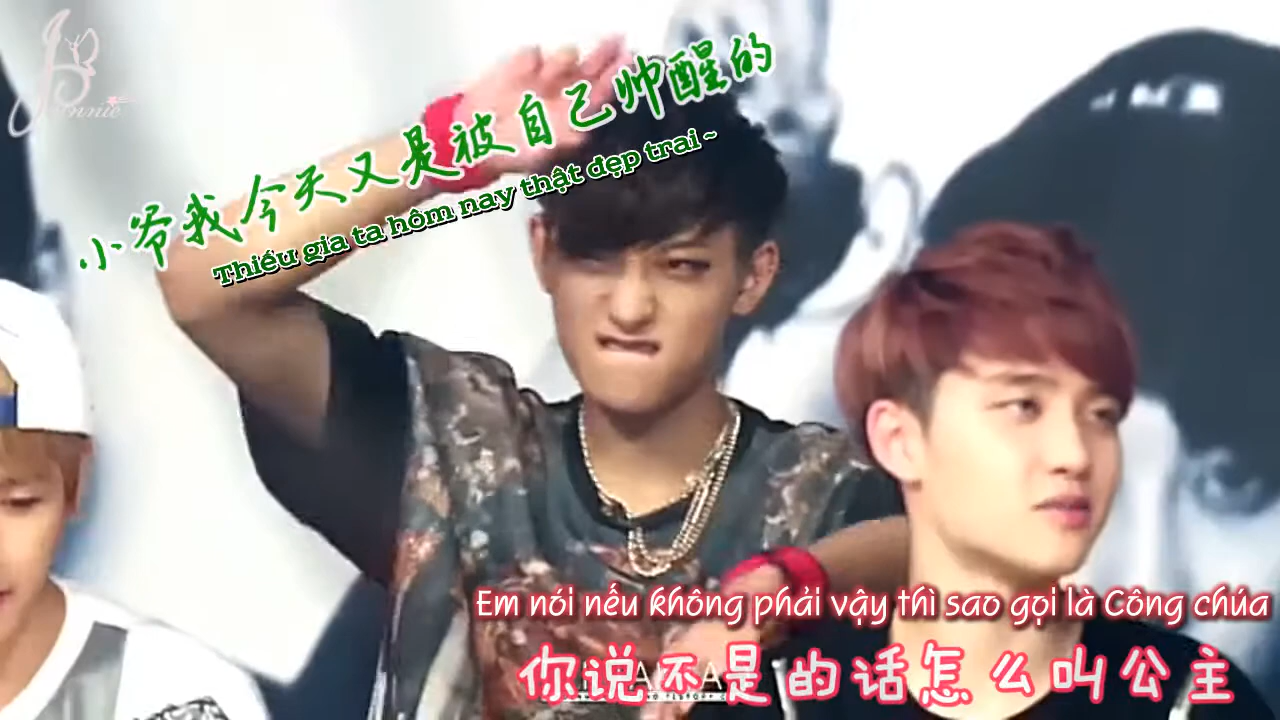 小爷我今天又是被自己帅醒的
Thiếu gia ta hôm nay thật đẹp trai ~
Em nói nếu không phải vậy thì sao gọi là Công chúa
你说不是的话怎么叫公主